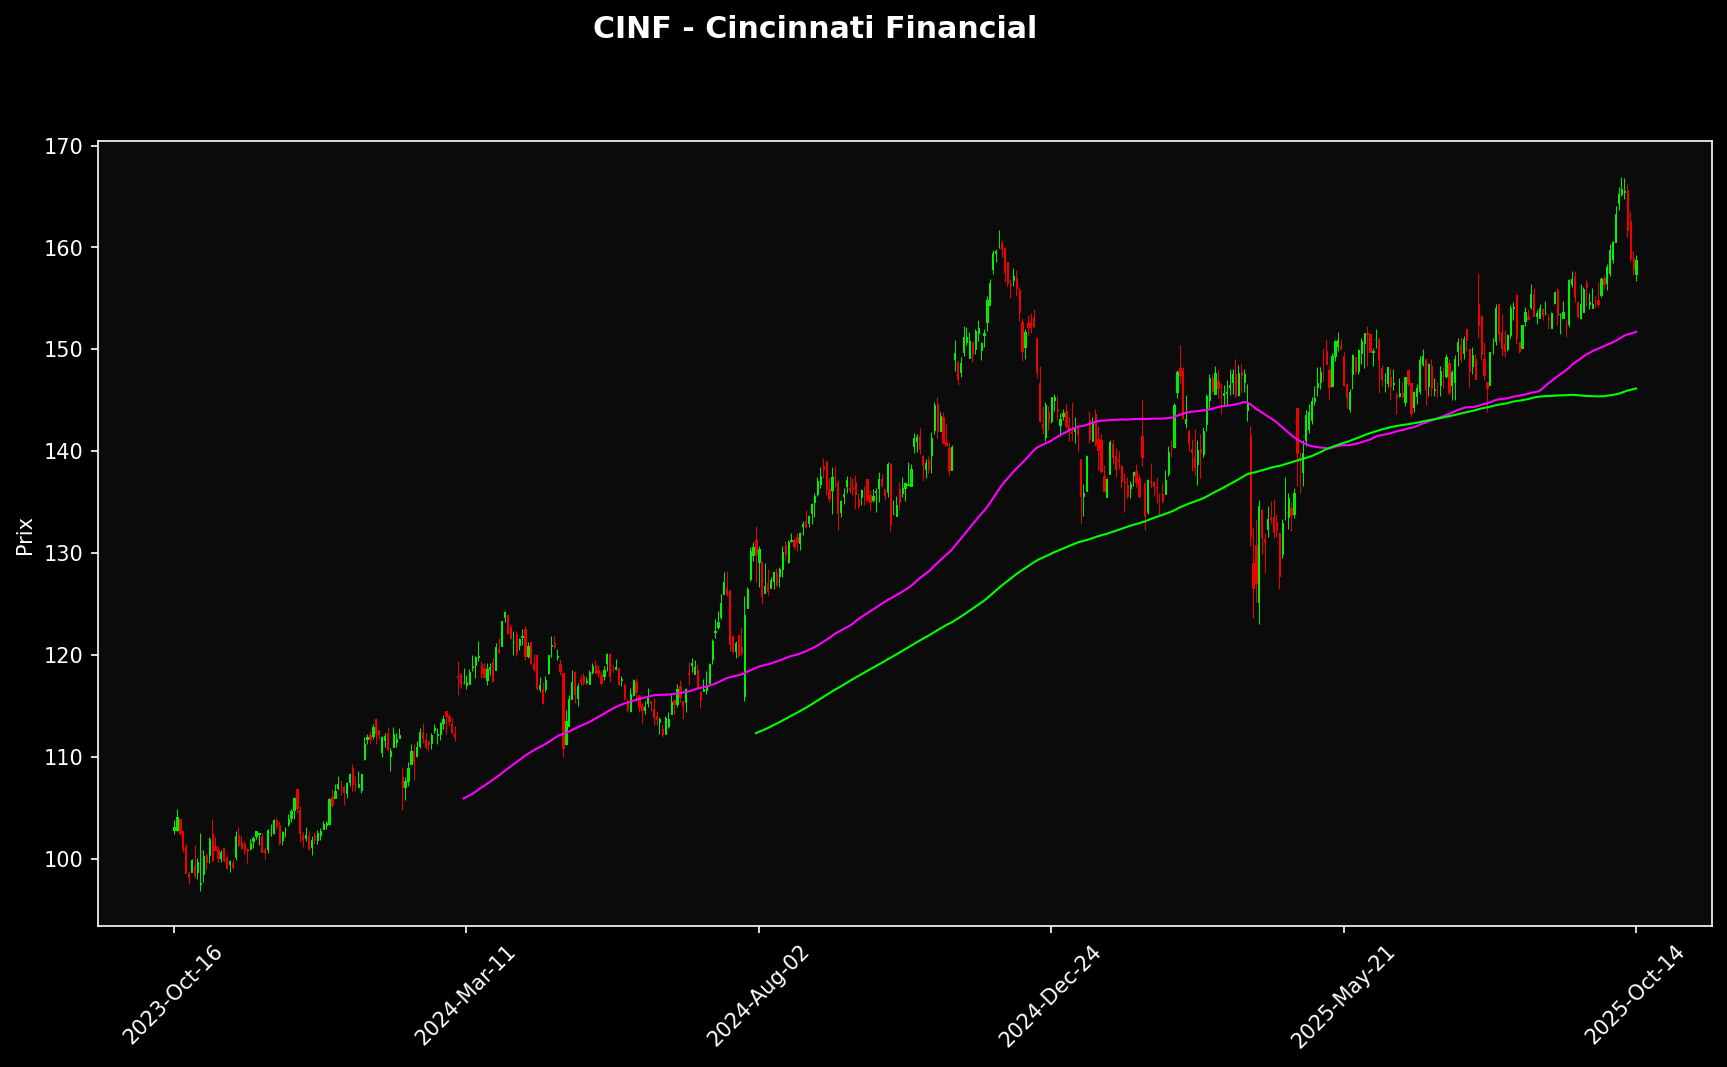 CINF - Cincinnati Financial
170
160
150
140
130
120
110
100
Prix
2023-Oct-16
2024-Mar-11
2024-Aug-02
2024-Dec-24
2025-May-21
2025-Oct-14